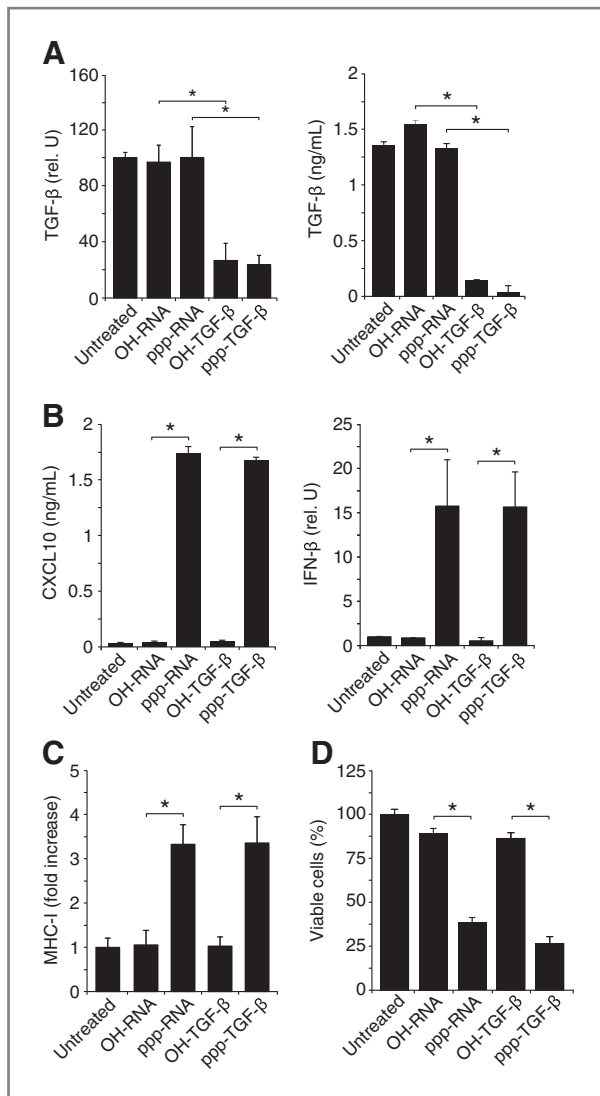 A
TGF-β (rel. U)
160
120
80
40
0
*
*
Untreated
OH-RNA
ppp-RNA
OH-TGF-β
ppp-TGF-β
TGF-β (ng/mL)
2
1.5
1
0.5
0
*
*
Untreated
OH-RNA
ppp-RNA
OH-TGF-β
ppp-TGF-β
B
CXCL10 (ng/mL)
2
1.5
1
0.5
0
*
*
Untreated
OH-RNA
ppp-RNA
OH-TGF-β
ppp-TGF-β
IFN-β (rel. U)
25
20
15
10
5
0
*
*
Untreated
OH-RNA
ppp-RNA
OH-TGF-β
ppp-TGF-β
C
MHC-I (fold increase)
5
4
3
2
1
0
*
*
Untreated
OH-RNA
ppp-RNA
OH-TGF-β
ppp-TGF-β
D
Viable cells (%)
125
100
75
50
25
0
*
*
Untreated
OH-RNA
ppp-RNA
OH-TGF-β
ppp-TGF-β